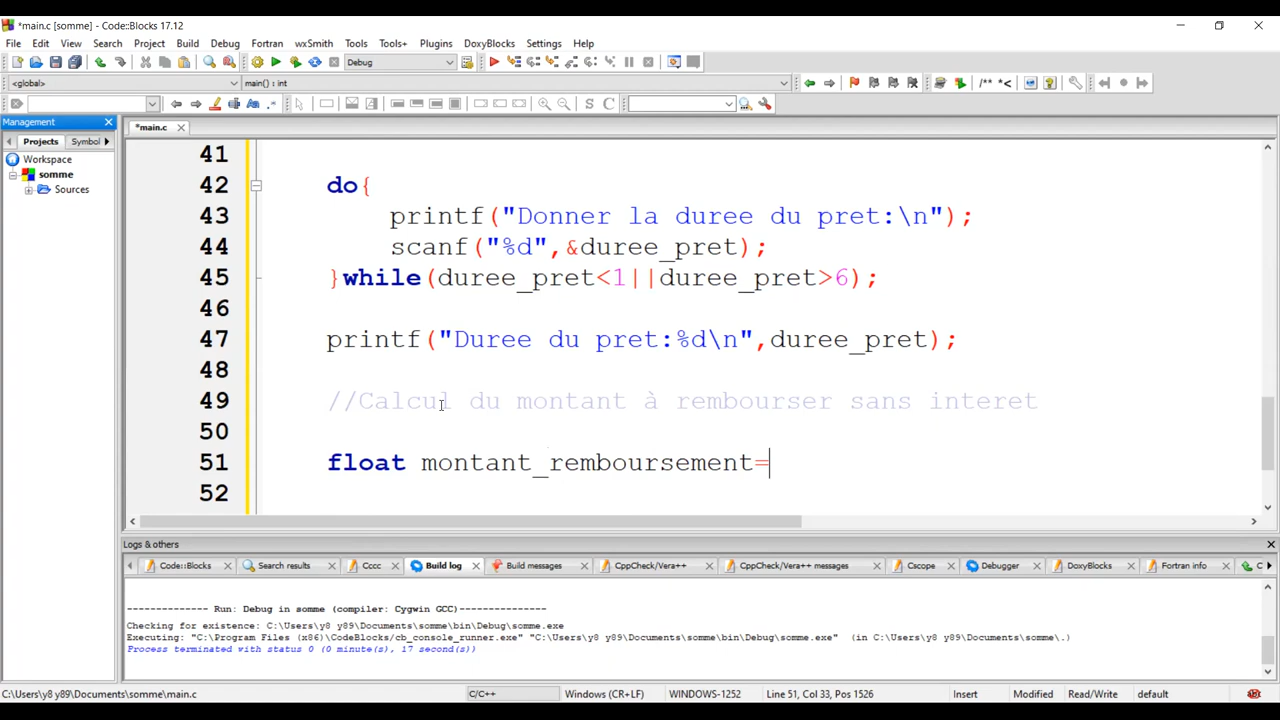 *main.c [somme] - Code::Blocks 17.12
File Edit View Search Project Build Debug Fortran wxSmith Tools Tools+ Plugins DoxyBlocks Settings Help
Debug
<global> main() : int
/** *<
S C
Management
Projects Symbol
*main.c
Workspace
somme
Sources
41
42 do{
43 printf("Donner la duree du pret:\n");
44 scanf("%d",&duree_pret);
45 }while(duree_pret<1||duree_pret>6);
46
47 printf("Duree du pret:%d\n",duree_pret);
48
49 //Calcul du montant à rembourser sans interet
50
51 float montant_remboursement=
52
Logs & others
Code::Blocks Search results Cccc Build log Build messages CppCheck/Vera++ CppCheck/Vera++ messages Cscope Debugger DoxyBlocks Fortran info
-------------- Run: Debug in somme (compiler: Cygwin GCC)---------------
Checking for existence: C:\Users\y8 y89\Documents\somme\bin\Debug\somme.exe
Executing: "C:\Program Files (x86)\CodeBlocks/cb_console_runner.exe" "C:\Users\y8 y89\Documents\somme\bin\Debug\somme.exe" (in C:\Users\y8 y89\Documents\somme\.)
Process terminated with status 0 (0 minute(s), 17 second(s))
C:\Users\y8 y89\Documents\somme\main.c C/C++ Windows (CR+LF) WINDOWS-1252 Line 51, Col 33, Pos 1526 Insert Modified Read/Write default